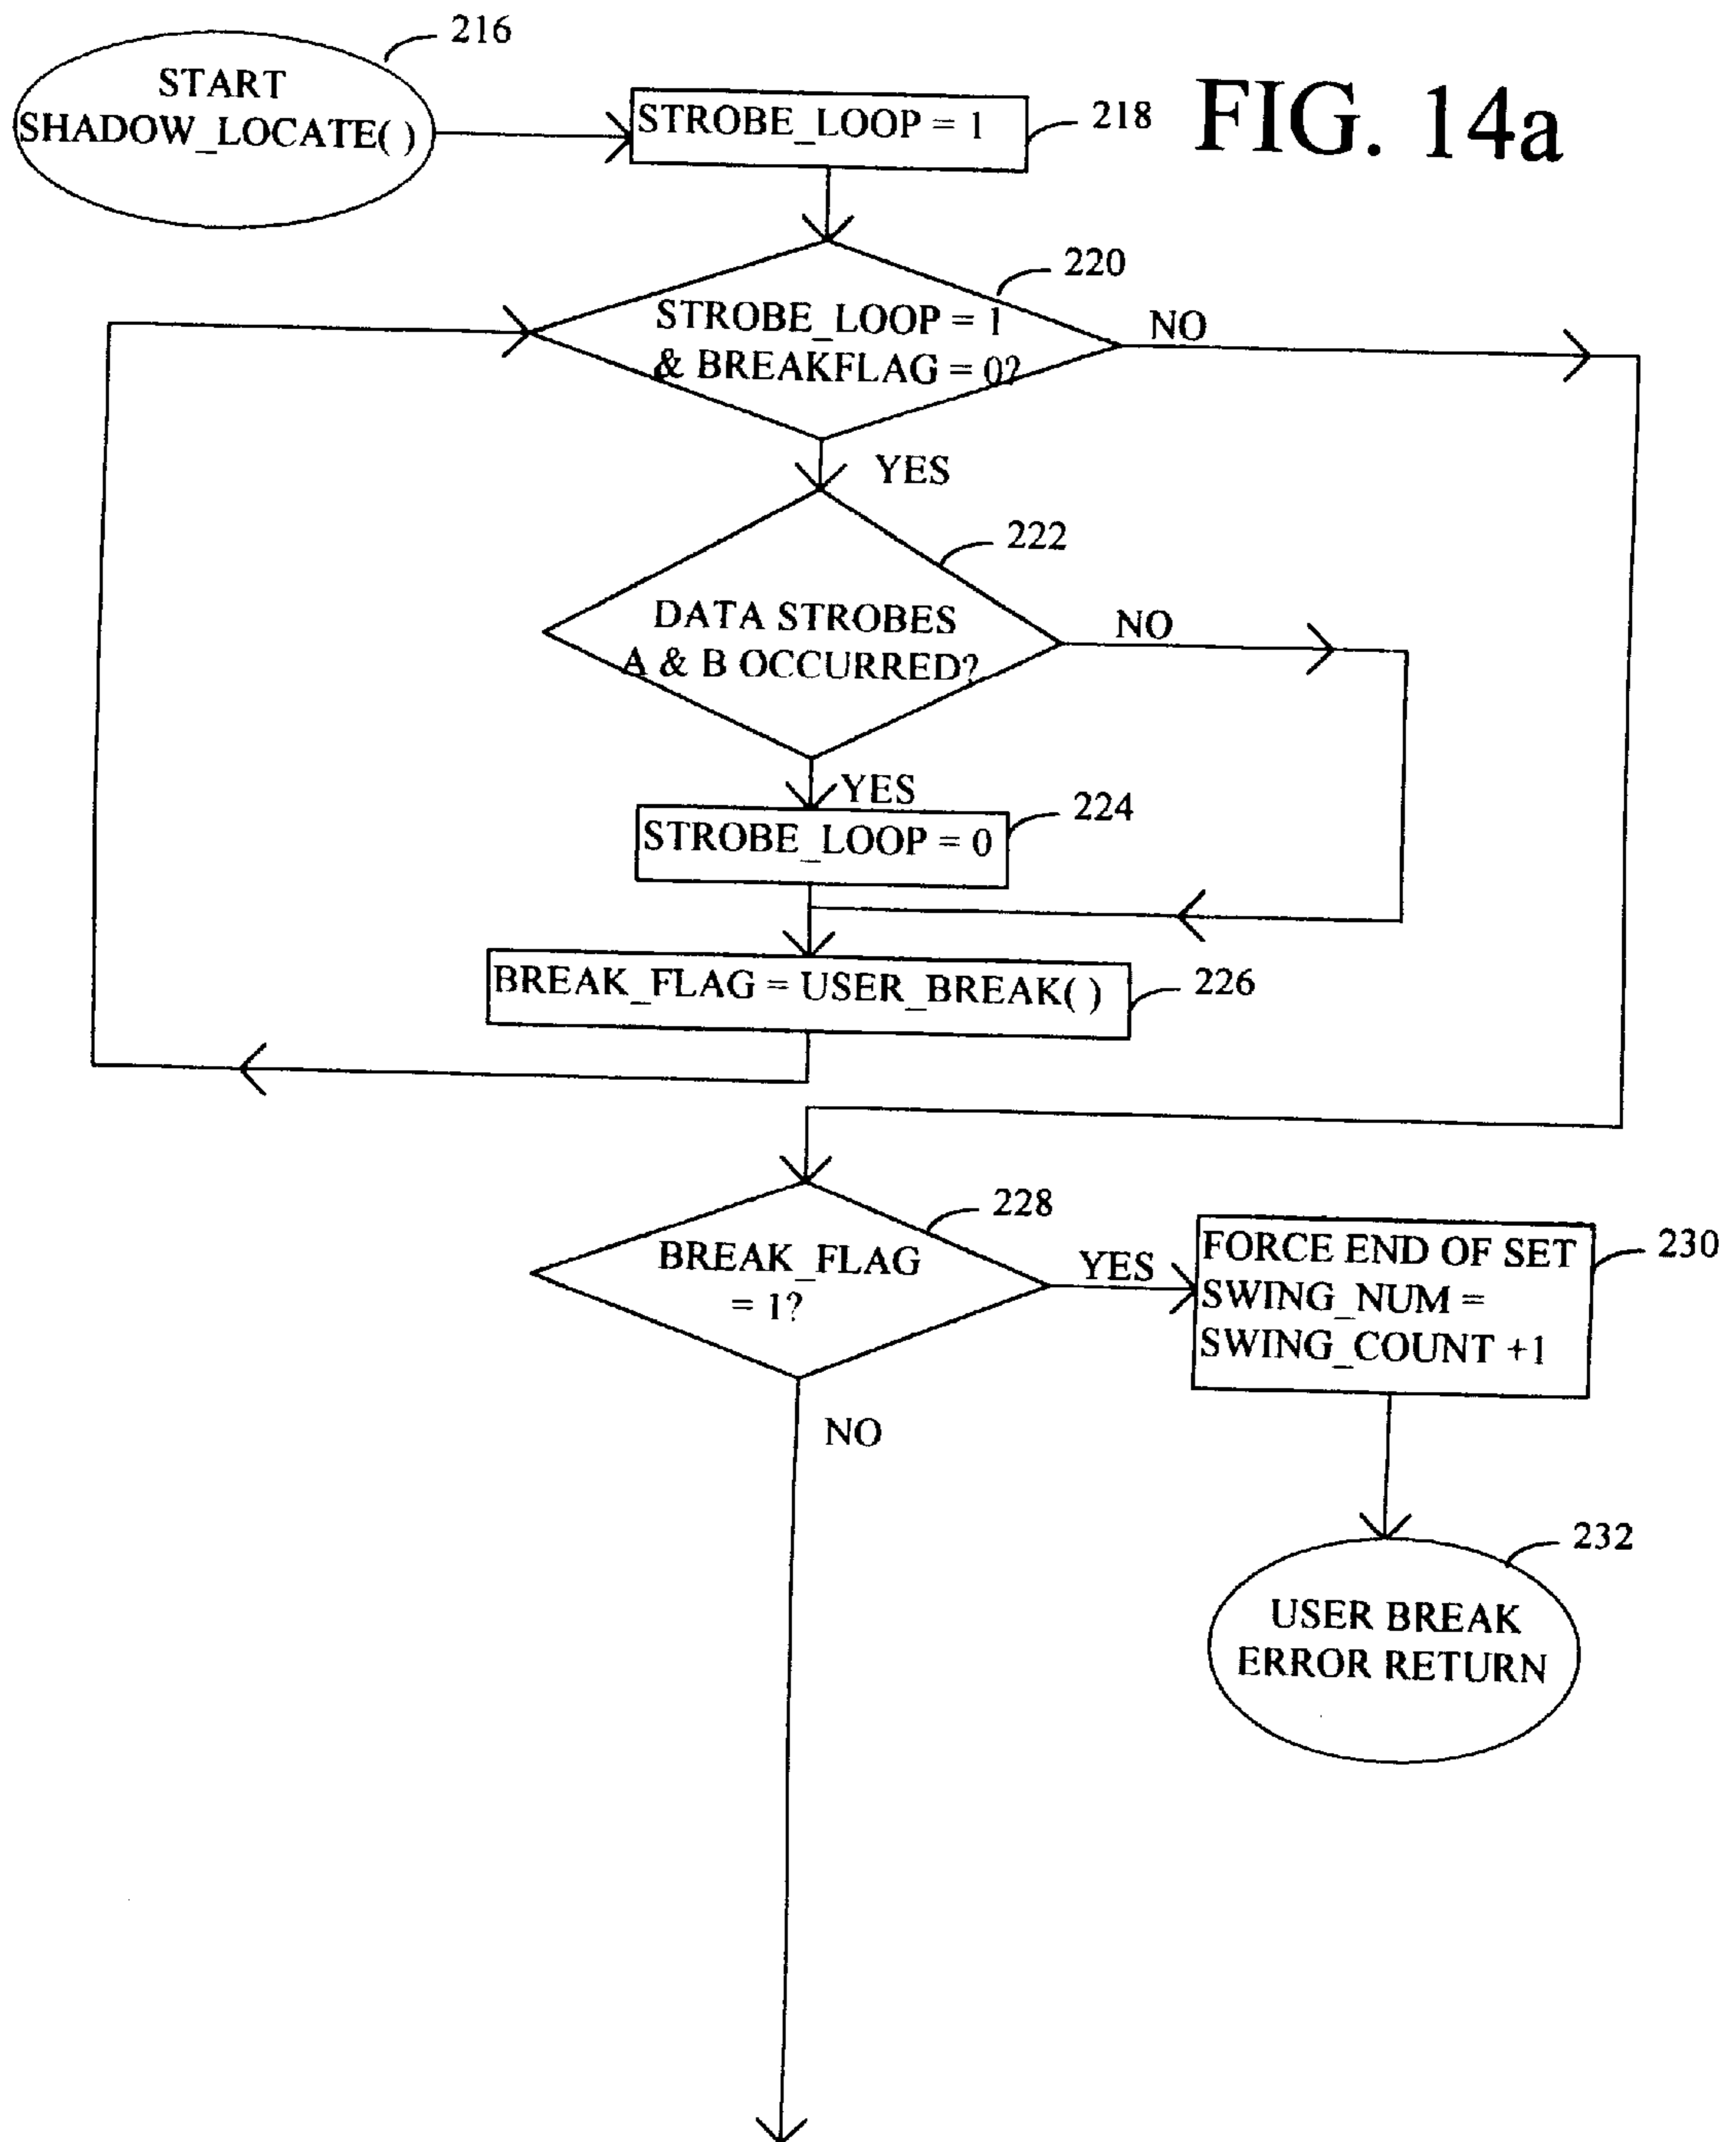 216
START
SHADOW_LOCATE( )
STROBE_LOOP = 1
218
FIG. 14a
220
STROBE_LOOP = 1
& BREAKFLAG = 0?
NO
YES
222
DATA STROBES
A & B OCCURRED?
NO
YES
224
STROBE_LOOP = 0
BREAK_FLAG = USER_BREAK( )
226
228
BREAK_FLAG
= 1?
YES
FORCE END OF SET
SWING_NUM =
SWING_COUNT +1
230
NO
232
USER BREAK
ERROR RETURN